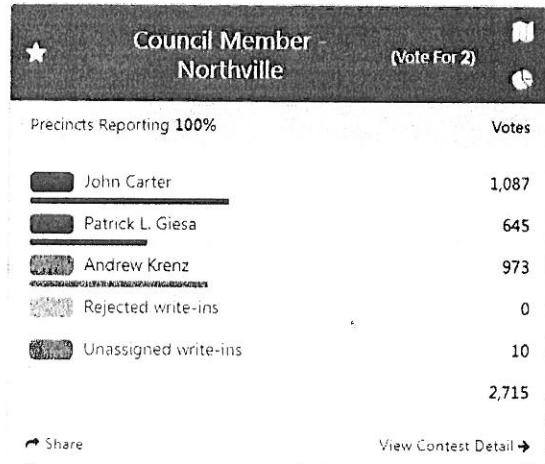 Council Member -
Northville
(Vote For 2)
Precincts Reporting 100% Votes
John Carter 1,087
Patrick L. Giesa 645
Andrew Krenz 973
Rejected write-ins 0
Unassigned write-ins 10
2,715
Share View Contest Detail